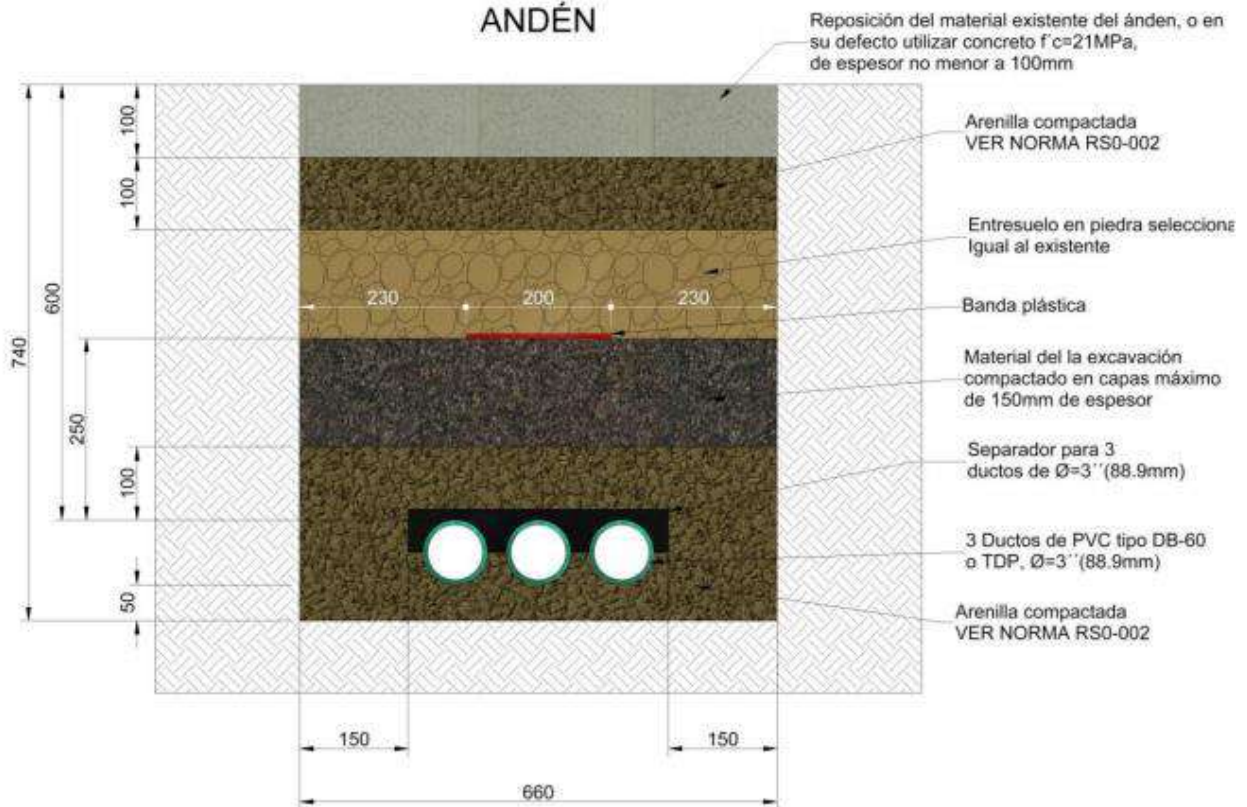 ANDÉN
Reposición del material existente del ánden, o en
su defecto utilizar concreto f´c=21MPa,
de espesor no menor a 100mm
Arenilla compactada
VER NORMA RS0-002
Entresuelo en piedra selecciona
Igual al existente
Banda plástica
Material del la excavación
compactado en capas máximo
de 150mm de espesor
Separador para 3
ductos de Ø=3´´(88.9mm)
3 Ductos de PVC tipo DB-60
o TDP, Ø=3´´(88.9mm)
Arenilla compactada
VER NORMA RS0-002
740
600
250
100
100
100
50
230
200
230
150
150
660